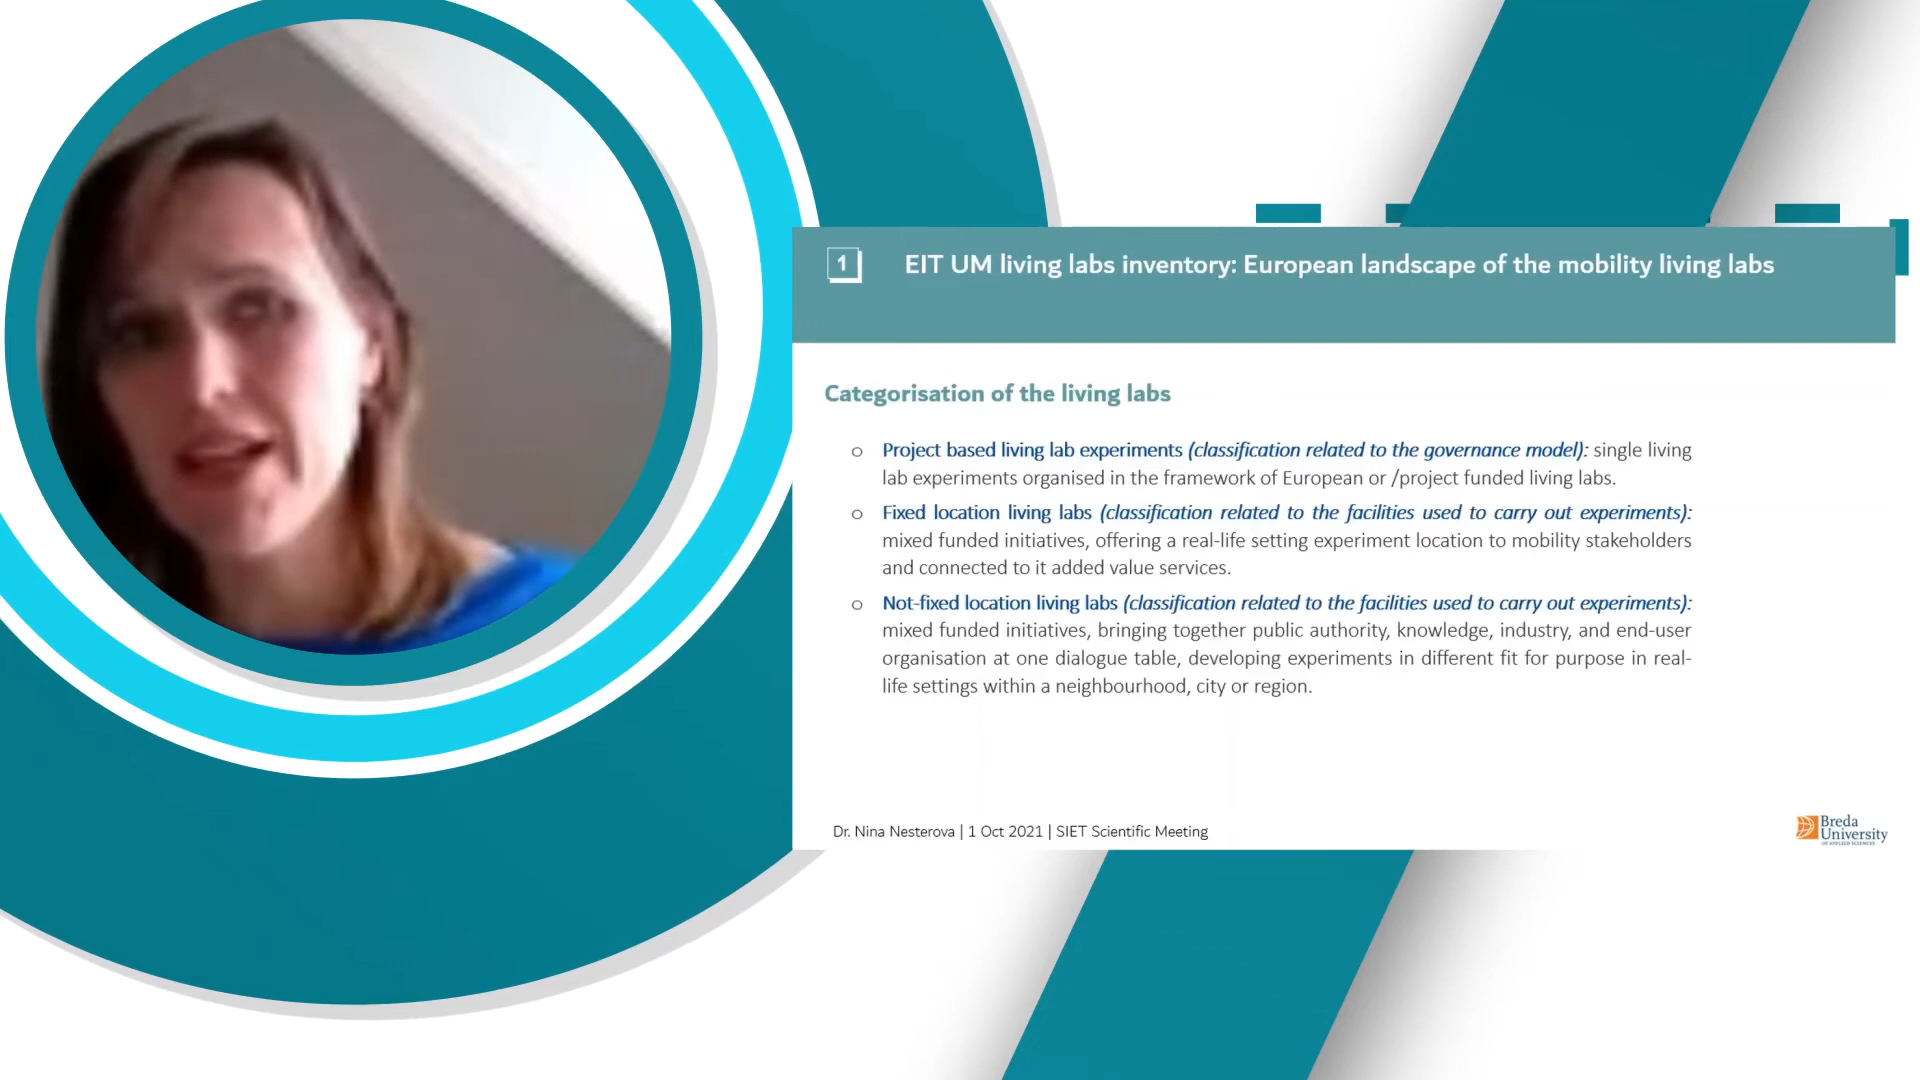 1
EIT UM living labs inventory: European landscape of the mobility living labs
Categorisation of the living labs
o Project based living lab experiments (classification related to the governance model): single living
lab experiments organised in the framework of European or /project funded living labs.
o Fixed location living labs (classification related to the facilities used to carry out experiments):
mixed funded initiatives, offering a real-life setting experiment location to mobility stakeholders
and connected to it added value services.
o Not-fixed location living labs (classification related to the facilities used to carry out experiments):
mixed funded initiatives, bringing together public authority, knowledge, industry, and end-user
organisation at one dialogue table, developing experiments in different fit for purpose in real-
life settings within a neighbourhood, city or region.
Dr. Nina Nesterova | 1 Oct 2021 | SIET Scientific Meeting
Breda
University
OF APPLIED SCIENCES